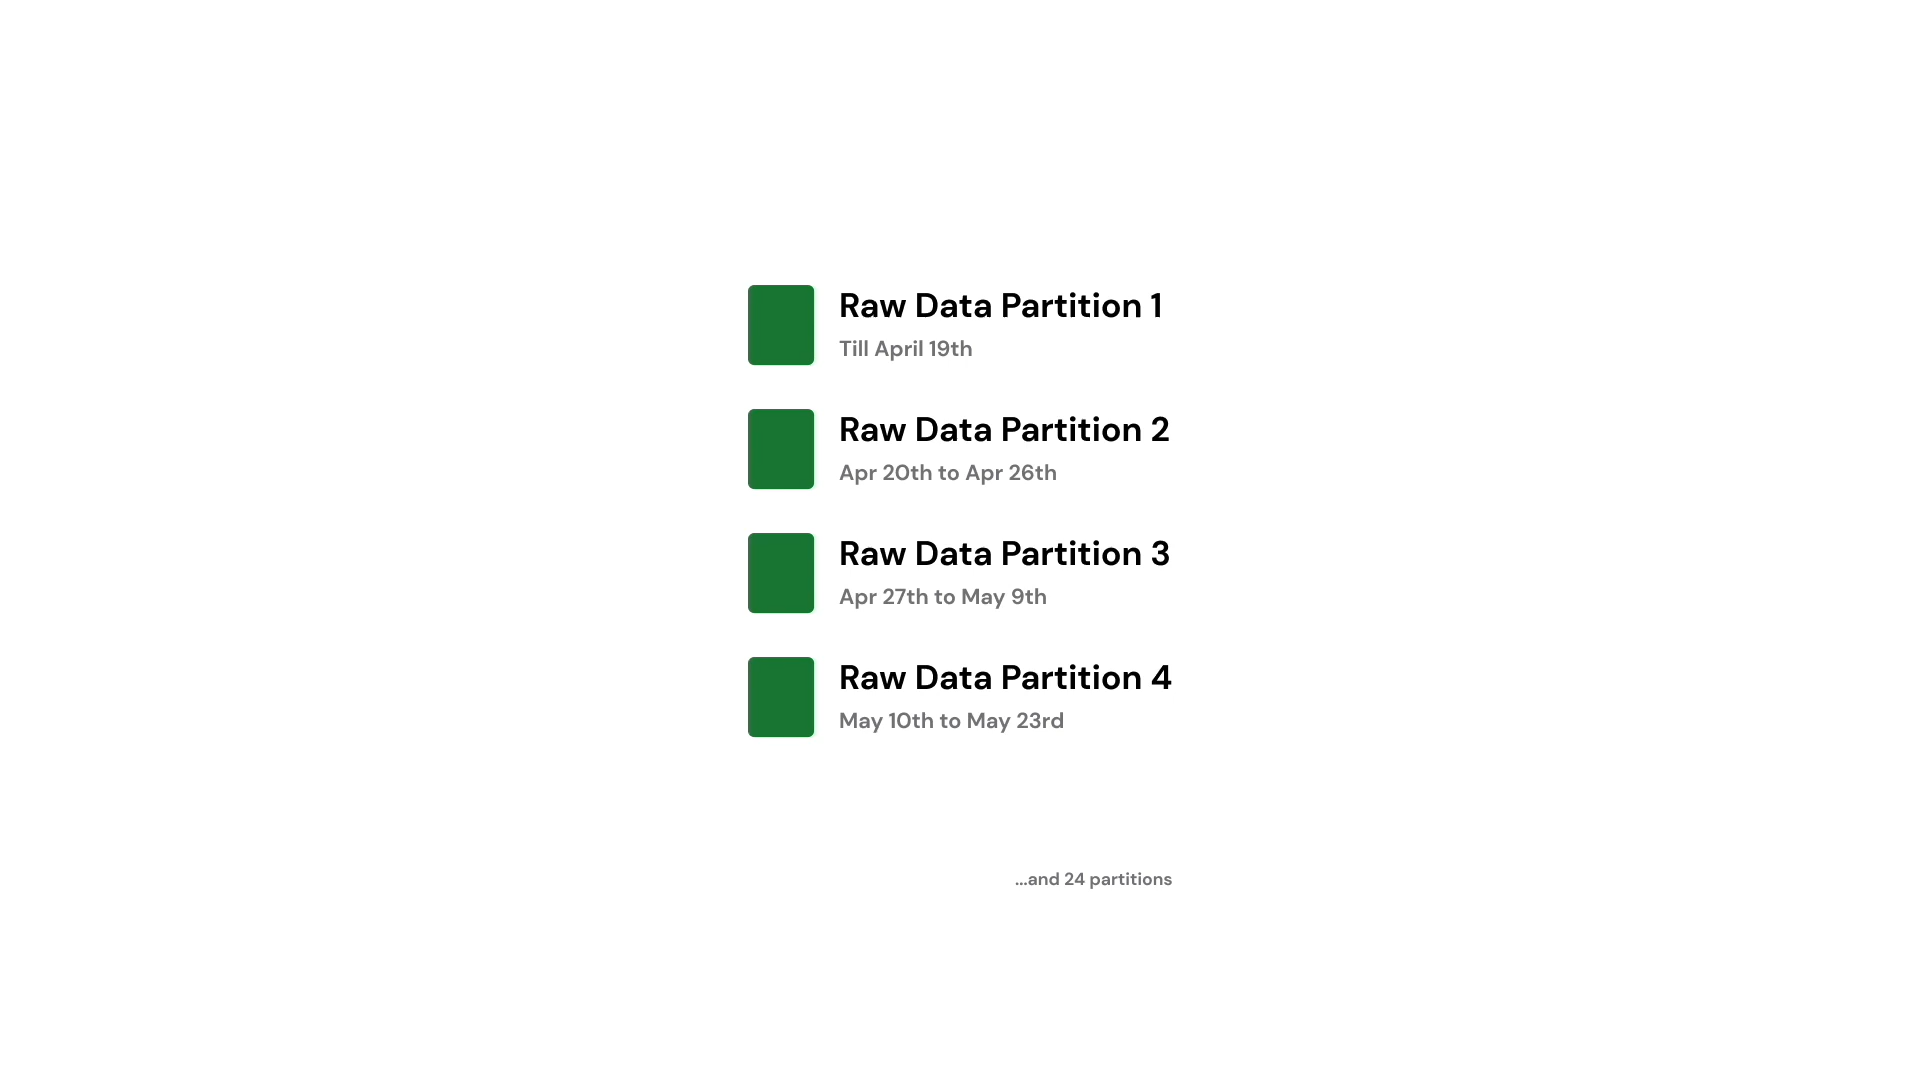 Raw Data Partition 1
Till April 19th
Raw Data Partition 2
Apr 20th to Apr 26th
Raw Data Partition 3
Apr 27th to May 9th
Raw Data Partition 4
May 10th to May 23rd
...and 24 partitions